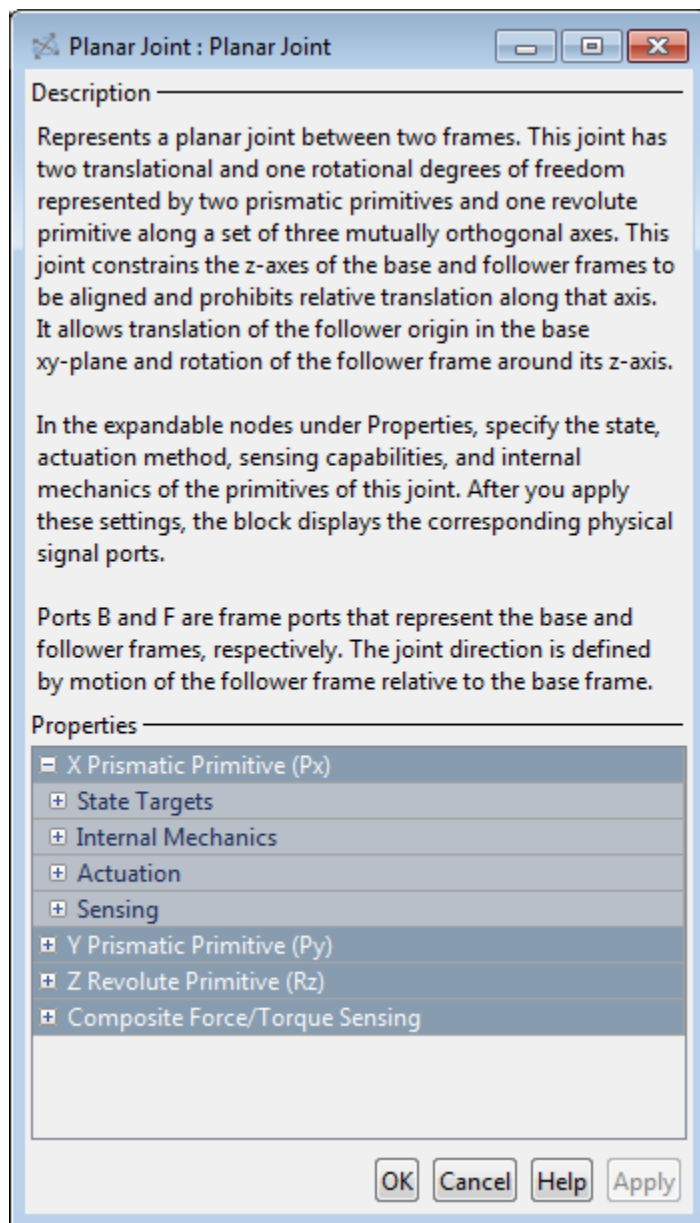 Planar Joint : Planar Joint
Description
Represents a planar joint between two frames. This joint has
two translational and one rotational degrees of freedom
represented by two prismatic primitives and one revolute
primitive along a set of three mutually orthogonal axes. This
joint constrains the z-axes of the base and follower frames to
be aligned and prohibits relative translation along that axis.
It allows translation of the follower origin in the base
xy-plane and rotation of the follower frame around its z-axis.
In the expandable nodes under Properties, specify the state,
actuation method, sensing capabilities, and internal
mechanics of the primitives of this joint. After you apply
these settings, the block displays the corresponding physical
signal ports.
Ports B and F are frame ports that represent the base and
follower frames, respectively. The joint direction is defined
by motion of the follower frame relative to the base frame.
Properties
X Prismatic Primitive (Px)
State Targets
Internal Mechanics
Actuation
Sensing
Y Prismatic Primitive (Py)
Z Revolute Primitive (Rz)
Composite Force/Torque Sensing
OK Cancel Help Apply